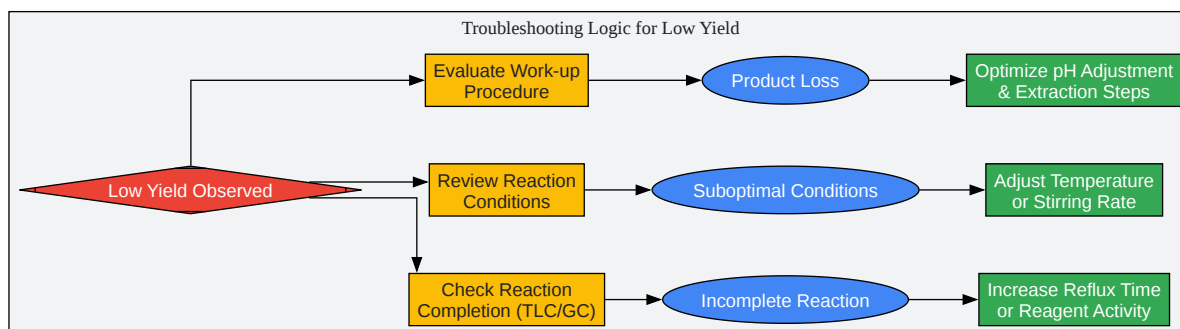 Troubleshooting Logic for Low Yield
Evaluate Work-up
Procedure
Product Loss
Optimize pH Adjustment
& Extraction Steps
Low Yield Observed
Review Reaction
Conditions
Suboptimal Conditions
Adjust Temperature
or Stirring Rate
Check Reaction
Completion (TLC/GC)
Incomplete Reaction
Increase Reflux Time
or Reagent Activity